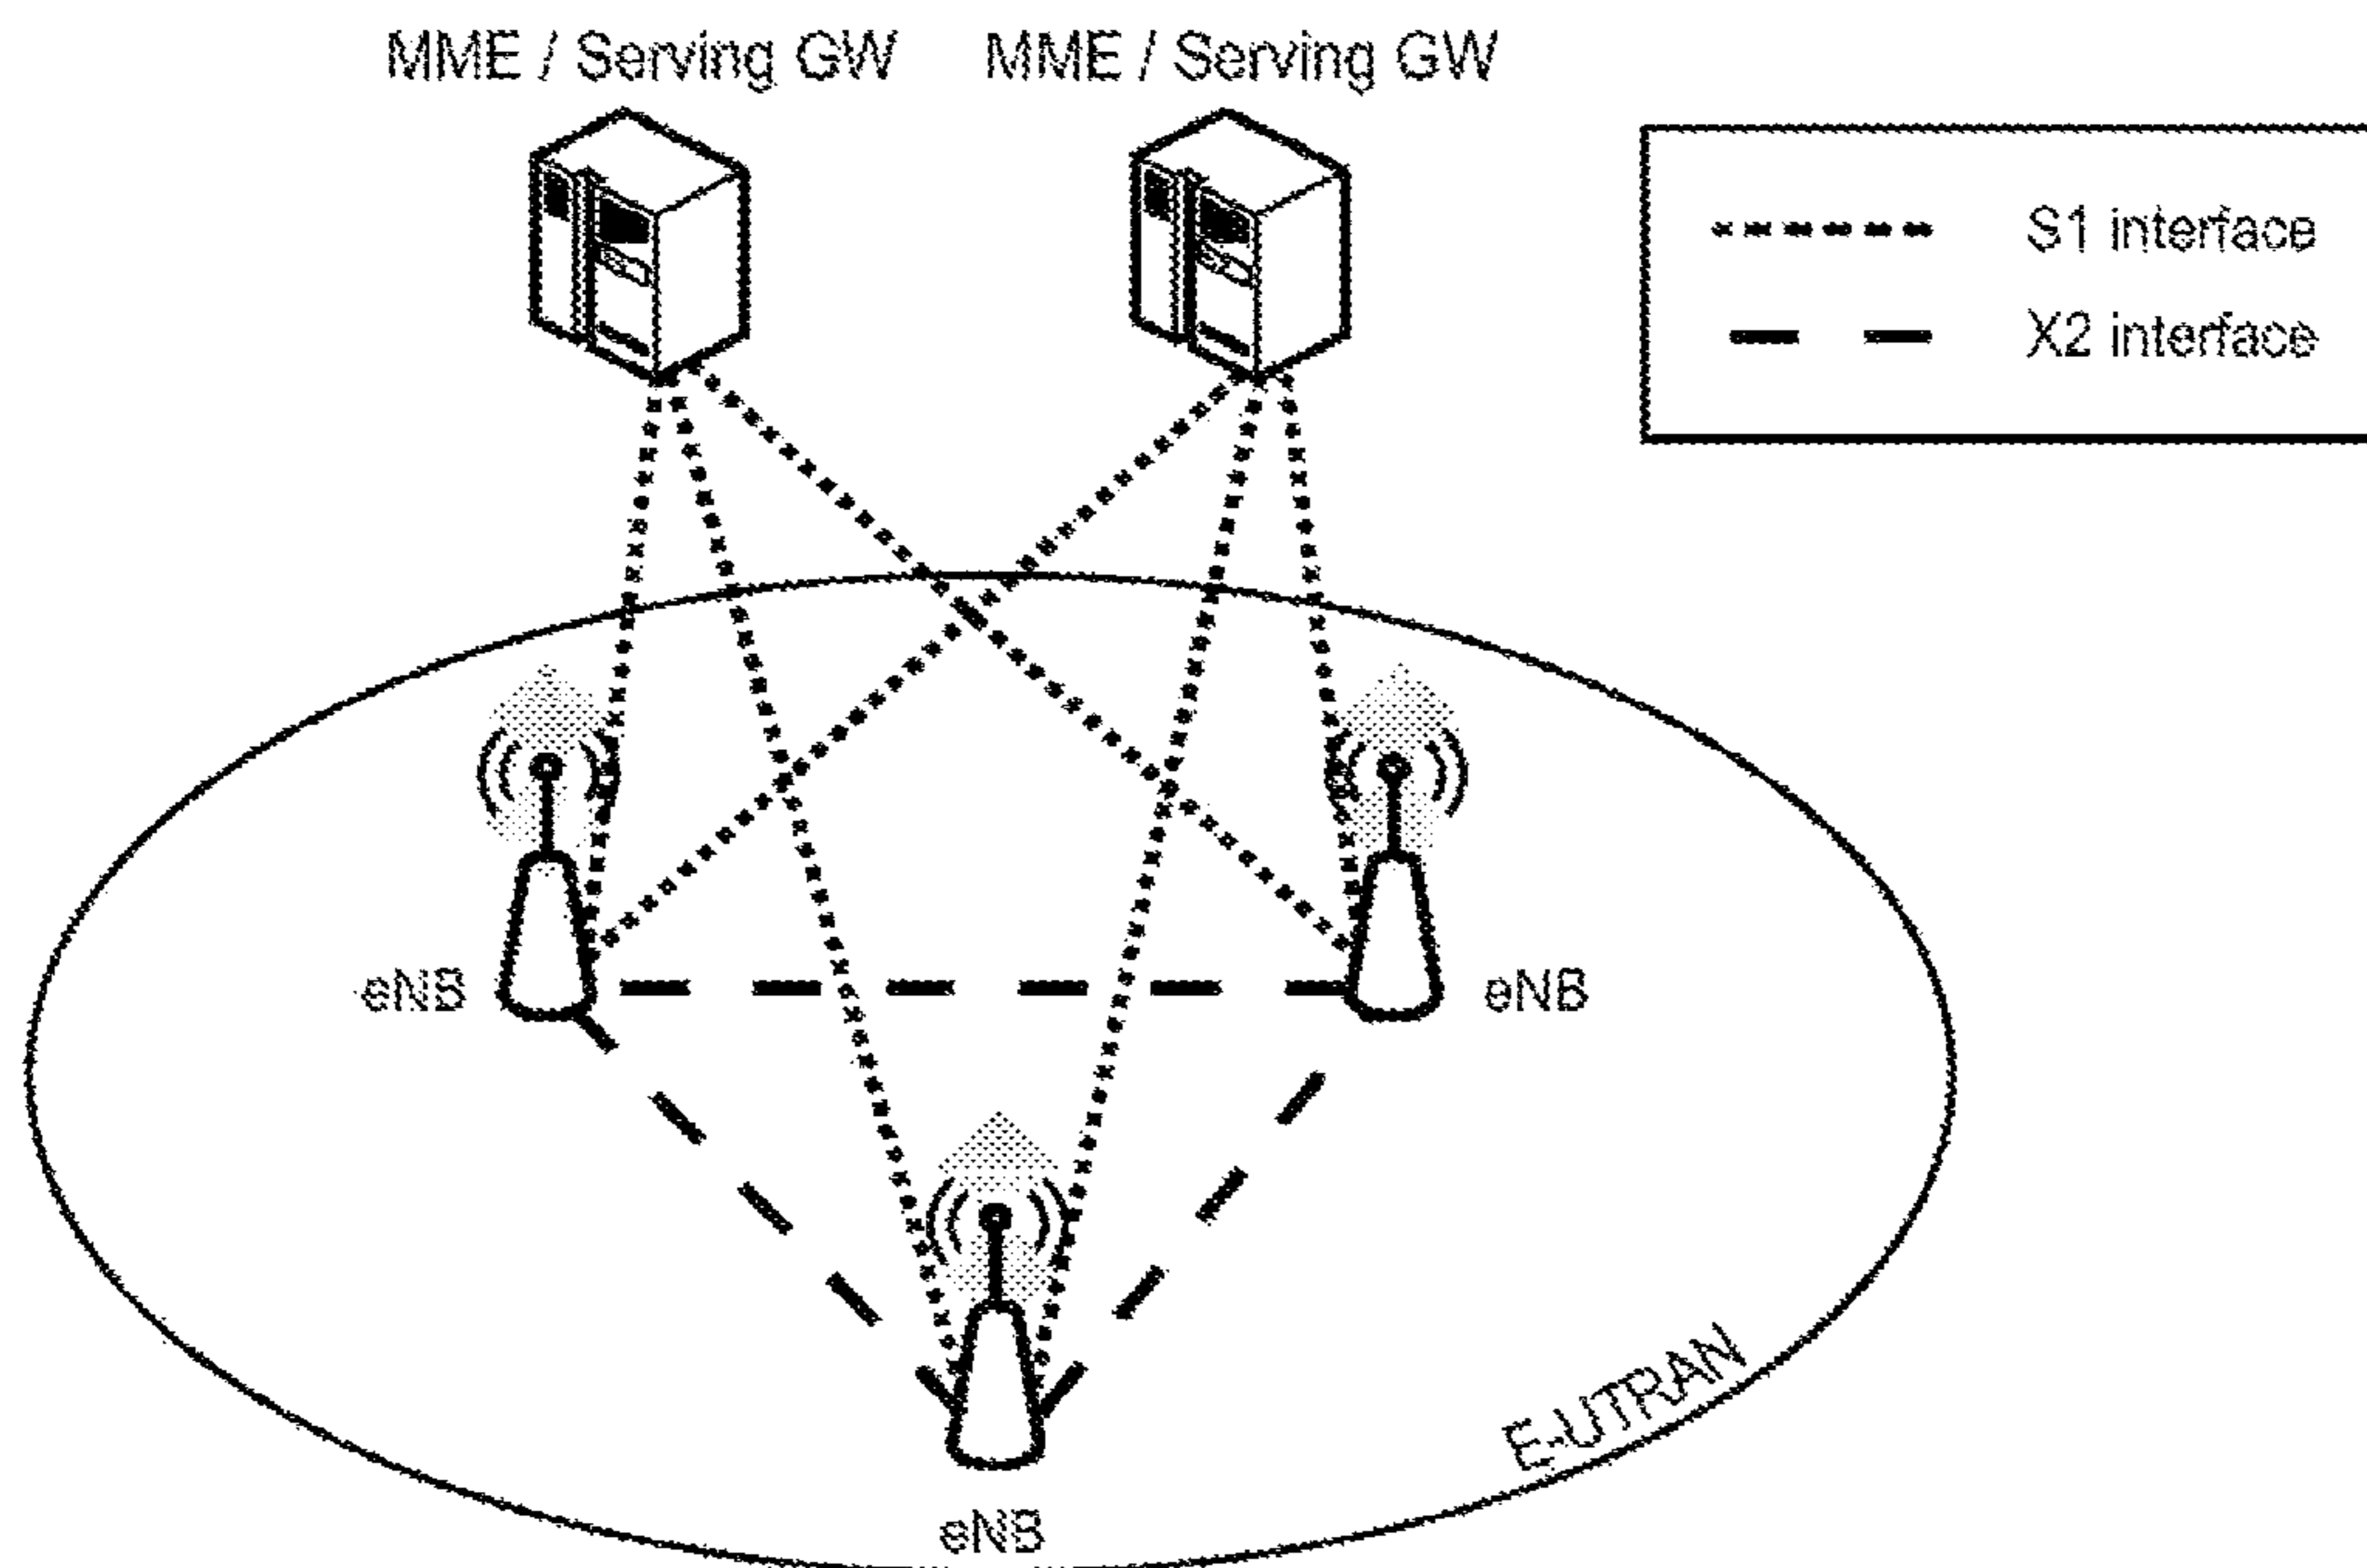 MME / Serving GW
MME / Serving GW
S1 interface
X2 interface
eNB
eNB
eNB
E-UTRAN